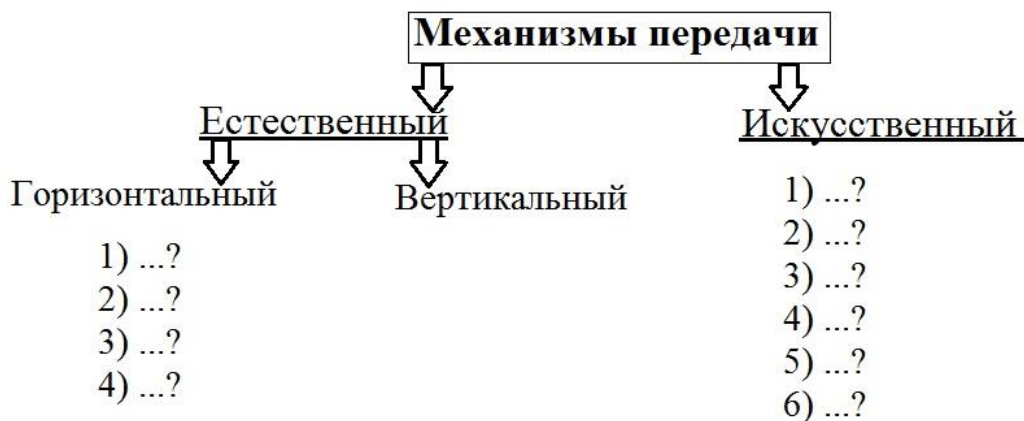 Механизмы передачи
Естественный
Искусственный
Горизонтальный
Вертикальный
1) ...?
2) ...?
3) ...?
4) ...?
1) ...?
2) ...?
3) ...?
4) ...?
5) ...?
6) ...?